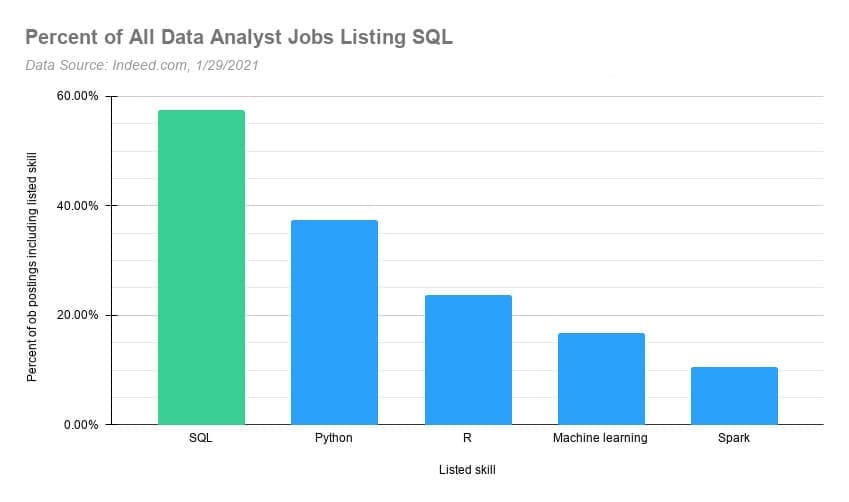 Percent of All Data Analyst Jobs Listing SQL
Data Source: Indeed.com, 1/29/2021
60.00%
40.00%
20.00%
0.00%
Percent of ob postings including listed skill
SQL
Python
R
Machine learning
Spark
Listed skill